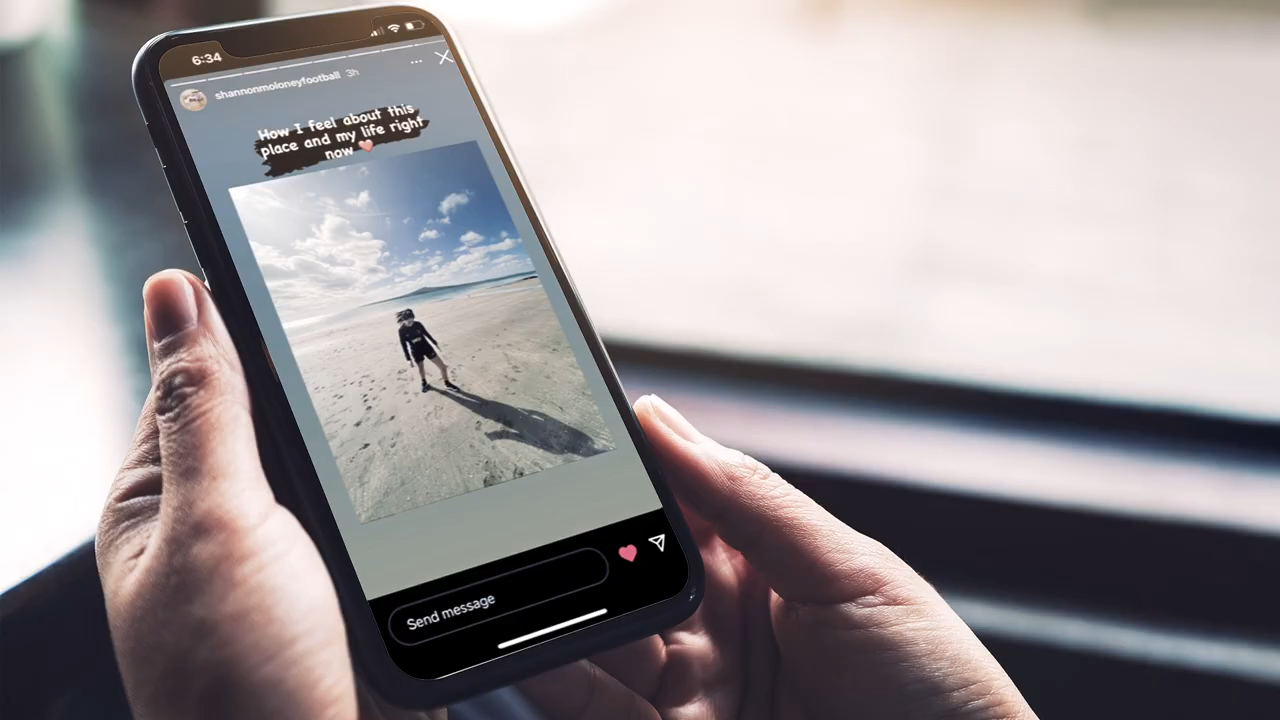 6:34
shannonmoloneyfootball 3h
How I feel about this
place and my life right
now ❤️
Send message